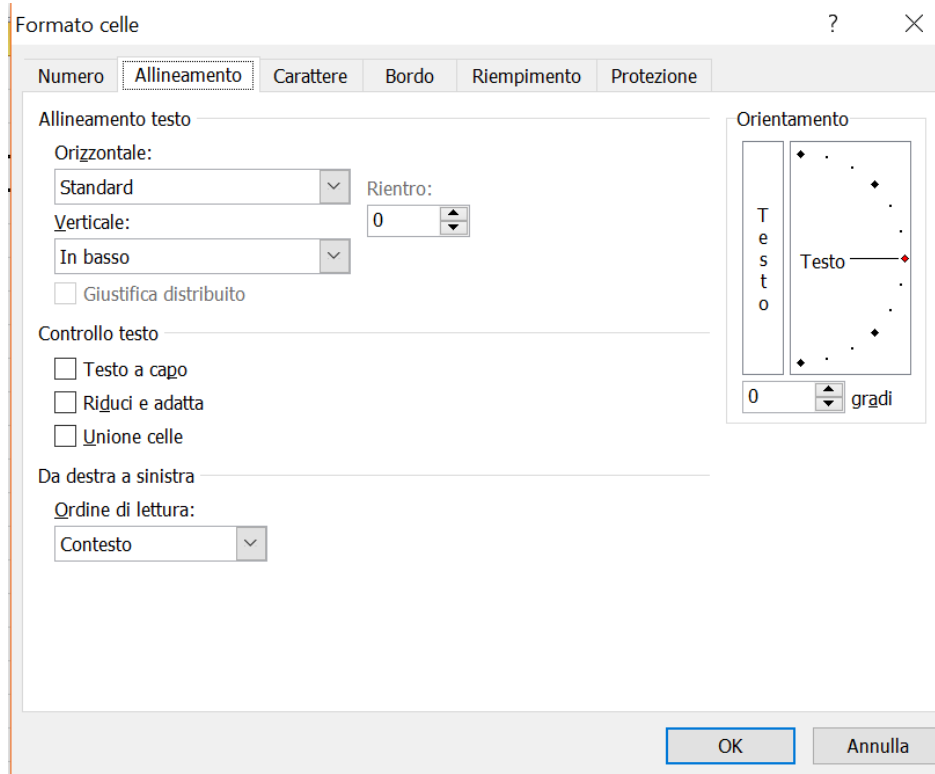 Formato celle ?
Numero Allineamento Carattere Bordo Riempimento Protezione
Allineamento testo
Orizzontale:
Standard
Rientro:
Verticale:
0
In basso
Giustifica distribuito
Controllo testo
Testo a capo
Riduci e adatta
Unione celle
Da destra a sinistra
Ordine di lettura:
Contesto
Orientamento
Testo
Testo
0 gradi
OK Annulla